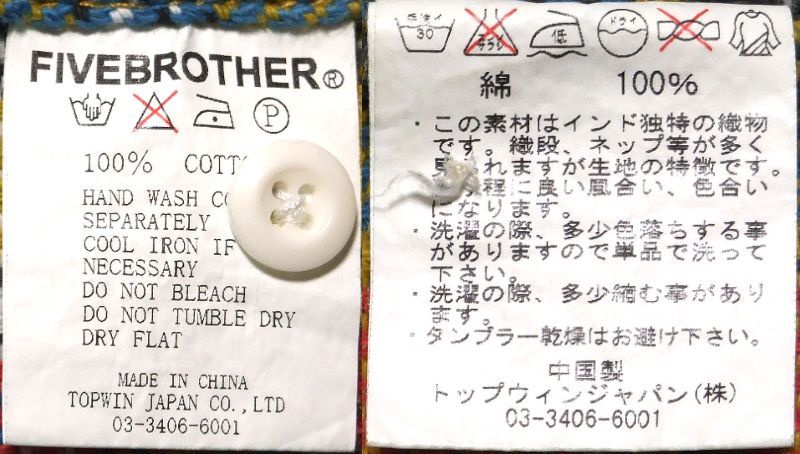 FIVEBROTHER®
P
100% COTTO
HAND WASH CO
SEPARATELY
COOL IRON IF
NECESSARY
DO NOT BLEACH
DO NOT TUMBLE DRY
DRY FLAT
MADE IN CHINA
TOPWIN JAPAN CO.,LTD
03-3406-6001
30 低 ドライ
綿 100%
・この素材はインド独特の織物
です。織段、ネップ等が多く
られますが生地の特徴です。
程に良い風合い、色合い
になります。
・洗濯の際、多少色落ちする事
がありますので単品で洗って
下さい。
・洗濯の際、多少縮む事があり
ます。
・タンブラー乾燥はお避け下さい。
中国製
トップウィンジャパン(株)
03-3406-6001